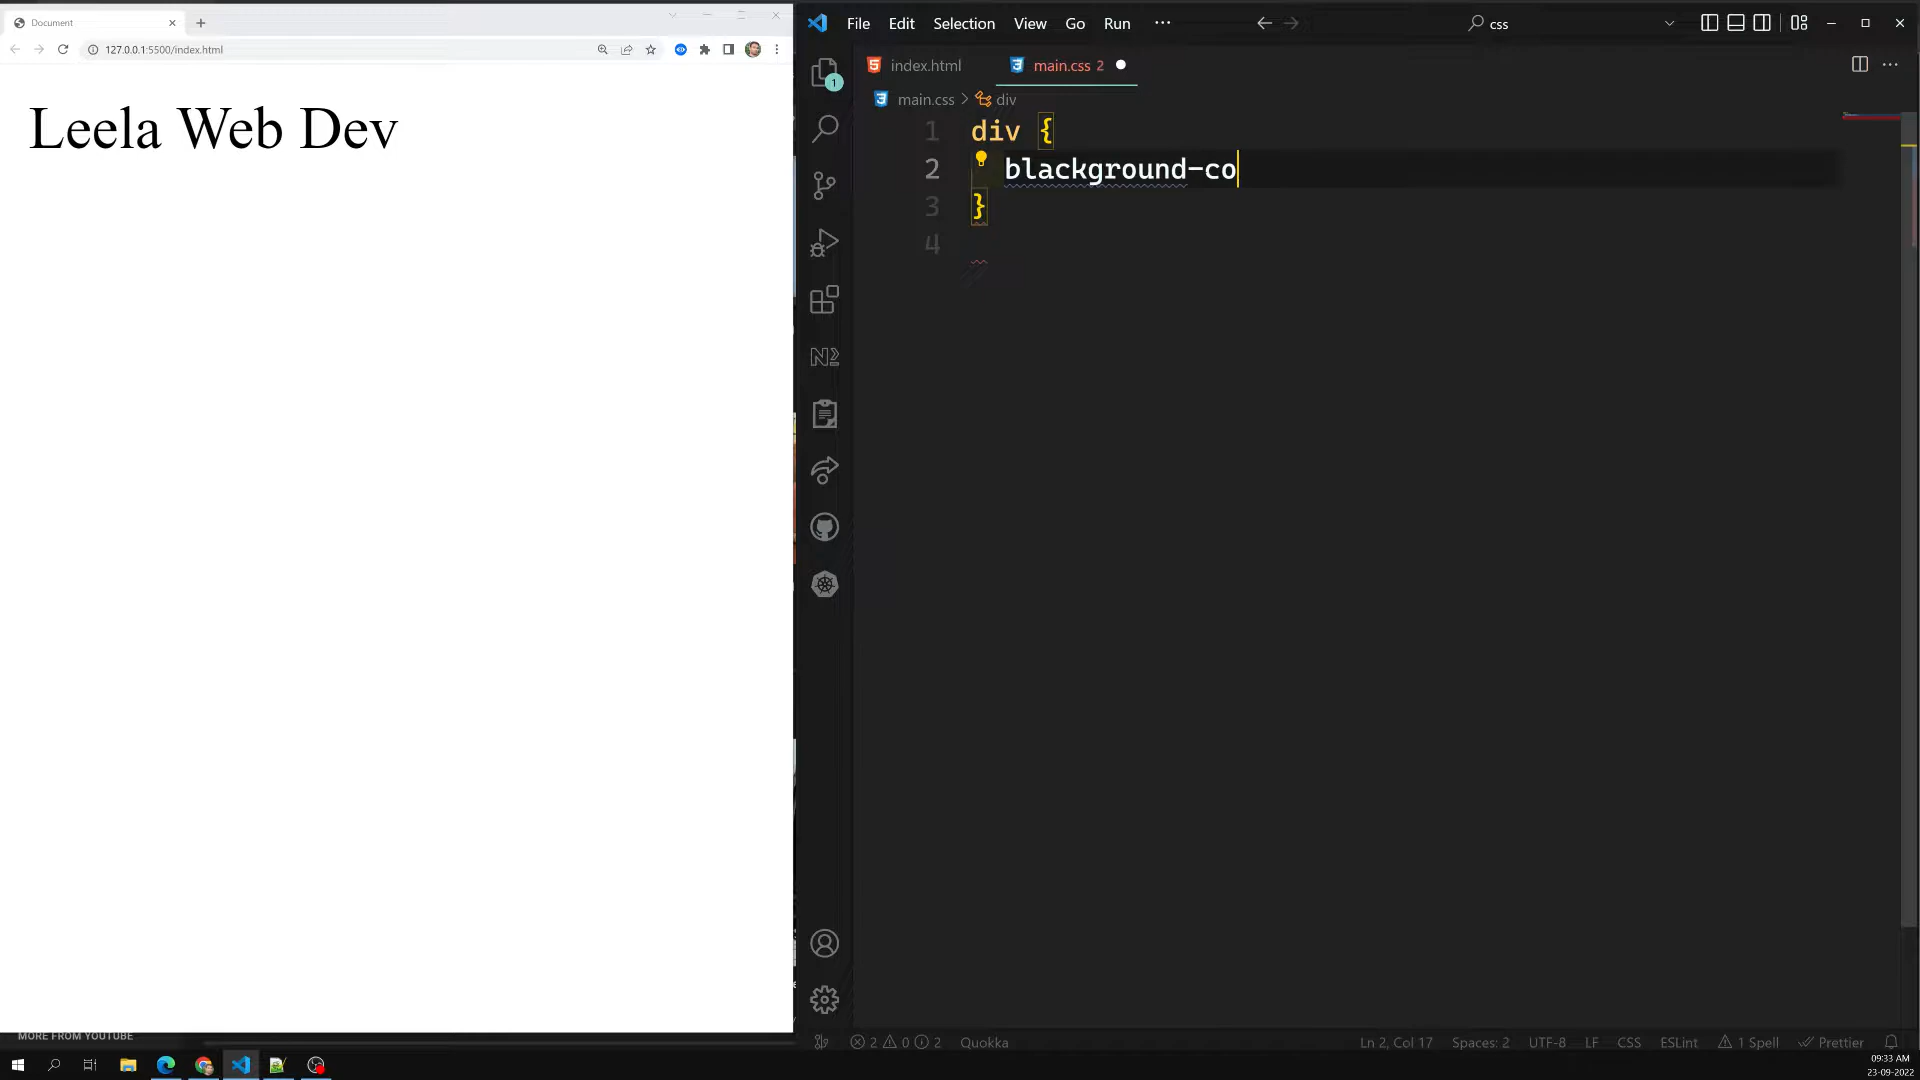 Document
127.0.0.1:5500/index.html
Leela Web Dev
MORE FROM YOUTUBE
File Edit Selection View Go Run ··· css
1
index.html main.css 2
main.css > div
1 div {
2 blackground-co
3 }
4
2 0 2 Quokka Ln 2, Col 17 Spaces: 2 UTF-8 LF CSS ESLint 1 Spell Prettier
09:33 AM
23-09-2022